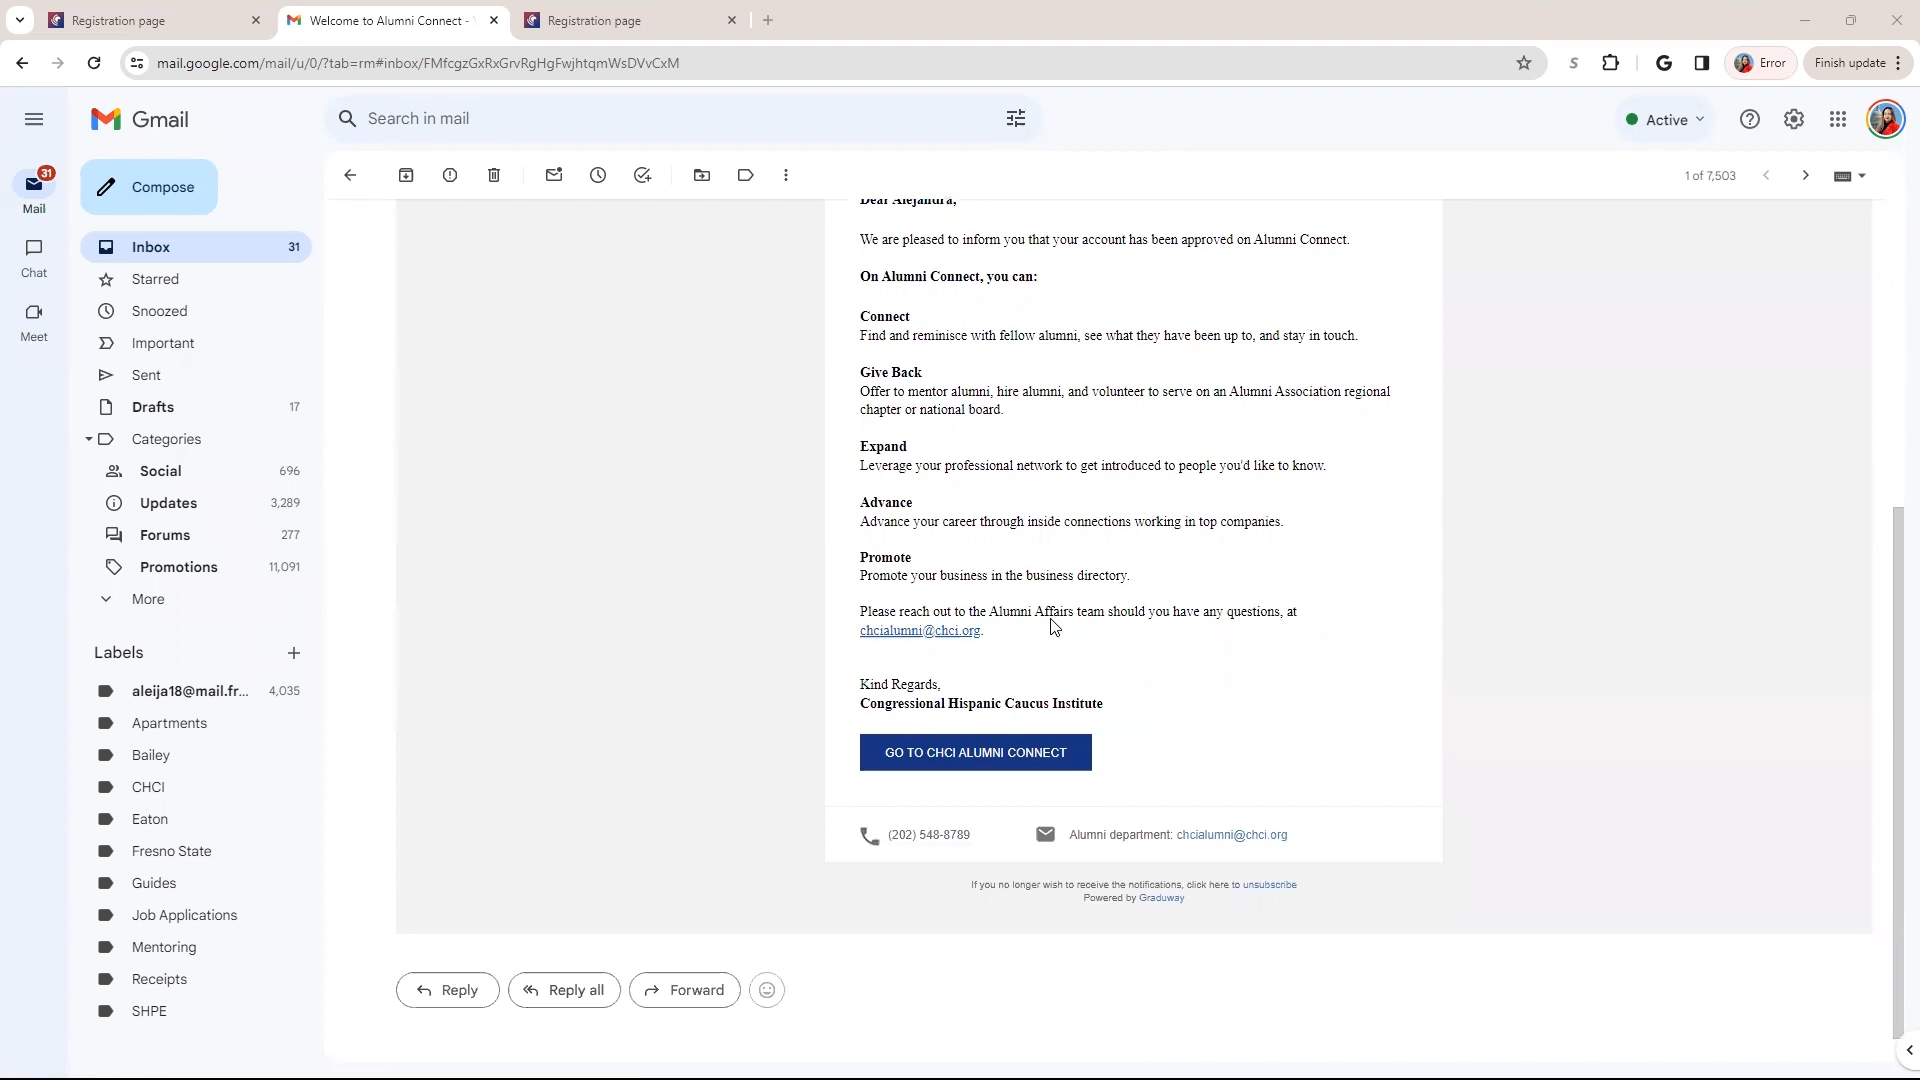 Registration page
Welcome to Alumni Connect -
Registration page
mail.google.com/mail/u/0/?tab=rm#inbox/FMfcgzGxRxGrvRgHgFwjhtqmWsDVvCxM
Error
Finish update
Gmail
Search in mail
Active
31
Mail
Chat
Meet
Compose
1 of 7,503
Inbox 31
Starred
Snoozed
Important
Sent
Drafts 17
Categories
Social 696
Updates 3,289
Forums 277
Promotions 11,091
More
Labels
aleija18@mail.fr... 4,035
Apartments
Bailey
CHCI
Eaton
Fresno State
Guides
Job Applications
Mentoring
Receipts
SHPE
Dear Alejandra,
We are pleased to inform you that your account has been approved on Alumni Connect.
On Alumni Connect, you can:
Connect
Find and reminisce with fellow alumni, see what they have been up to, and stay in touch.
Give Back
Offer to mentor alumni, hire alumni, and volunteer to serve on an Alumni Association regional
chapter or national board.
Expand
Leverage your professional network to get introduced to people you'd like to know.
Advance
Advance your career through inside connections working in top companies.
Promote
Promote your business in the business directory.
Please reach out to the Alumni Affairs team should you have any questions, at
chcialumni@chci.org.
Kind Regards,
Congressional Hispanic Caucus Institute
GO TO CHCI ALUMNI CONNECT
(202) 548-8789
Alumni department: chcialumni@chci.org
If you no longer wish to receive the notifications, click here to unsubscribe
Powered by Graduway
Reply
Reply all
Forward